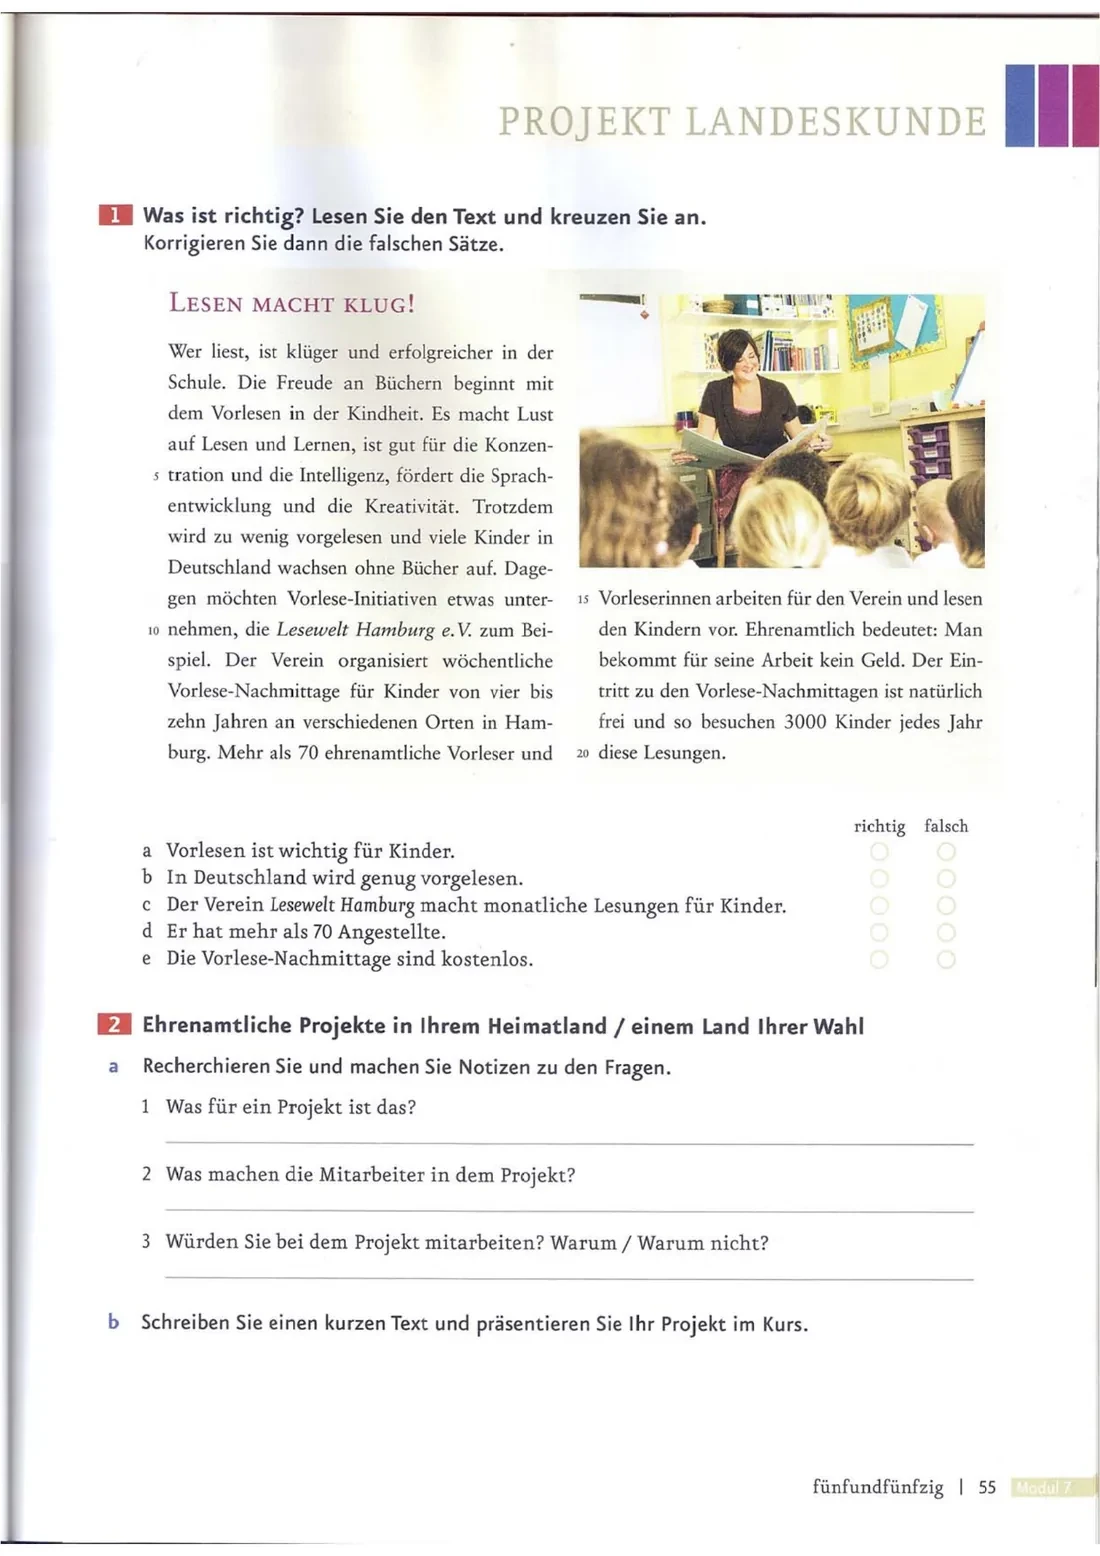 PROJEKT LANDESKUNDE
1 Was ist richtig? Lesen Sie den Text und kreuzen Sie an.
Korrigieren Sie dann die falschen Sätze.
LESEN MACHT KLUG!
Wer liest, ist klüger und erfolgreicher in der
Schule. Die Freude an Büchern beginnt mit
dem Vorlesen in der Kindheit. Es macht Lust
auf Lesen und Lernen, ist gut für die Konzen-
5 tration und die Intelligenz, fördert die Sprach-
entwicklung und die Kreativität. Trotzdem
wird zu wenig vorgelesen und viele Kinder in
Deutschland wachsen ohne Bücher auf. Dage-
gen möchten Vorlese-Initiativen etwas unter-
10 nehmen, die Lesewelt Hamburg e.V. zum Bei-
spiel. Der Verein organisiert wöchentliche
Vorlese-Nachmittage für Kinder von vier bis
zehn Jahren an verschiedenen Orten in Ham-
burg. Mehr als 70 ehrenamtliche Vorleser und
15 Vorleserinnen arbeiten für den Verein und lesen
den Kindern vor. Ehrenamtlich bedeutet: Man
bekommt für seine Arbeit kein Geld. Der Ein-
tritt zu den Vorlese-Nachmittagen ist natürlich
frei und so besuchen 3000 Kinder jedes Jahr
20 diese Lesungen.
richtig falsch
a Vorlesen ist wichtig für Kinder.
b In Deutschland wird genug vorgelesen.
c Der Verein Lesewelt Hamburg macht monatliche Lesungen für Kinder.
d Er hat mehr als 70 Angestellte.
e Die Vorlese-Nachmittage sind kostenlos.
2 Ehrenamtliche Projekte in Ihrem Heimatland / einem Land Ihrer Wahl
a Recherchieren Sie und machen Sie Notizen zu den Fragen.
1 Was für ein Projekt ist das?
2 Was machen die Mitarbeiter in dem Projekt?
3 Würden Sie bei dem Projekt mitarbeiten? Warum / Warum nicht?
b Schreiben Sie einen kurzen Text und präsentieren Sie Ihr Projekt im Kurs.
fünfundfünfzig | 55 Modul 7